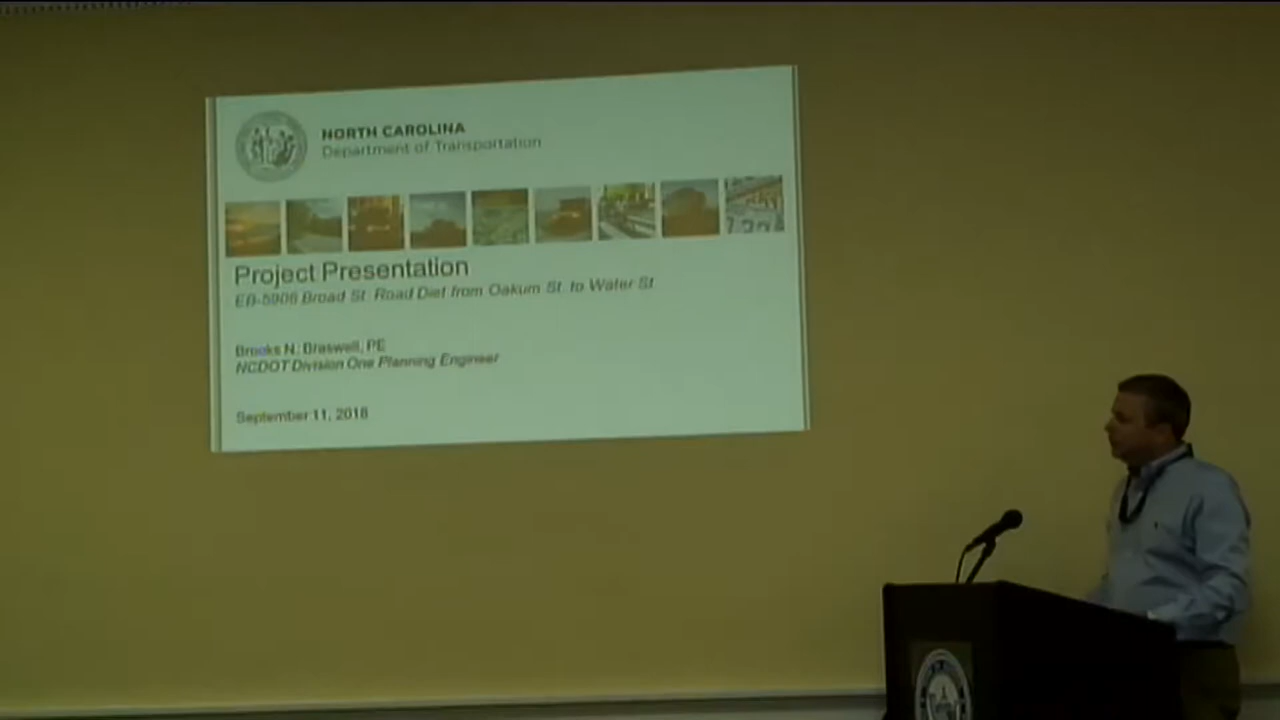 NORTH CAROLINA
Department of Transportation
Project Presentation
EB-5908 Broad St. Road Diet from Oakum St. to Water St.
Brooks N. Braswell, PE
NCDOT Division One Planning Engineer
September 11, 2018